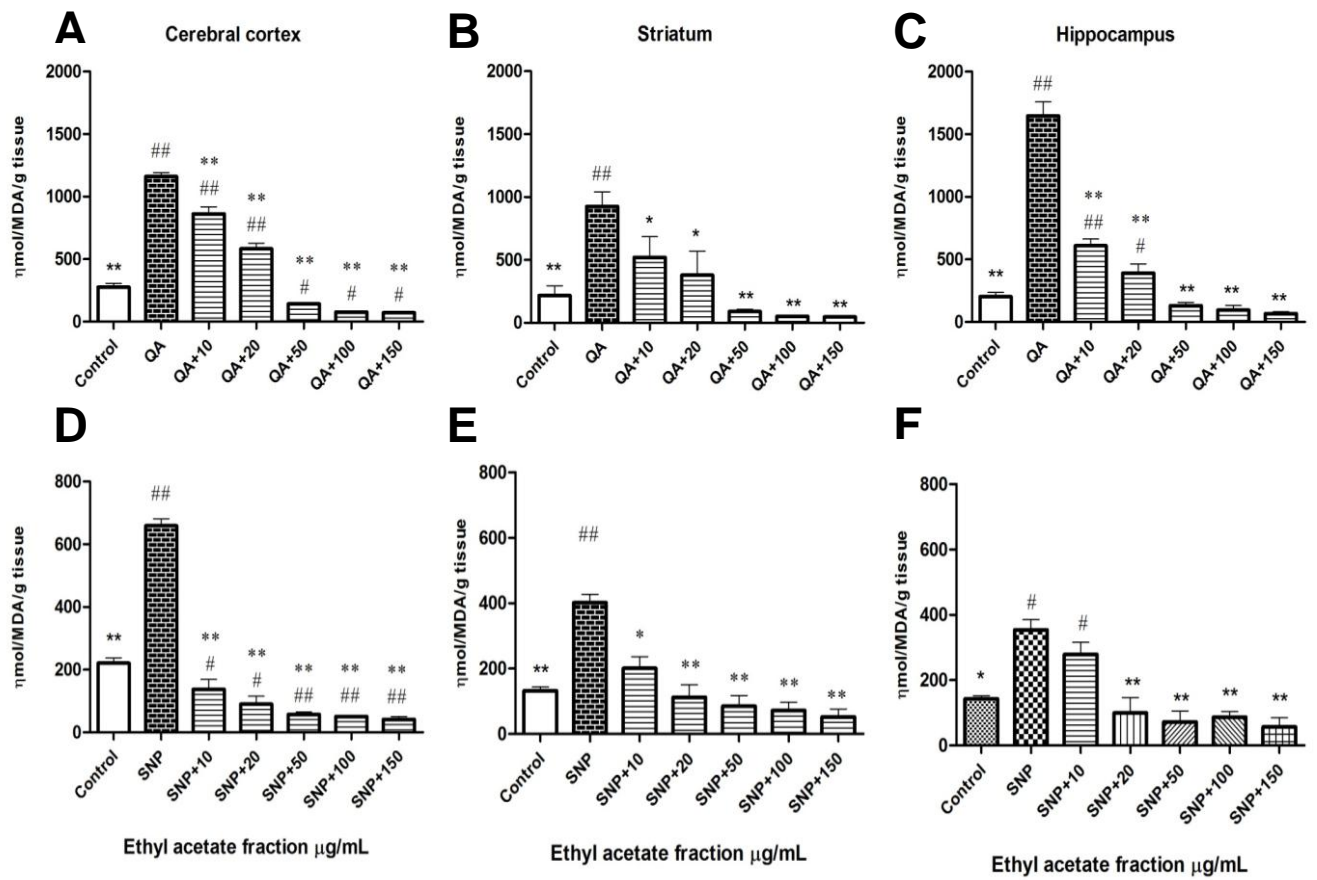 A
Cerebral cortex
ηmol/MDA/g tissue
2000
1500
1000
500
0
**
##
**
##
**
##
**
#
**
#
**
#
Control
QA
QA+10
QA+20
QA+50
QA+100
QA+150
B
Striatum
ηmol/MDA/g tissue
2000
1500
1000
500
0
**
##
*
*
**
**
**
Control
QA
QA+10
QA+20
QA+50
QA+100
QA+150
C
Hippocampus
ηmol/MDA/g tissue
2000
1500
1000
500
0
**
##
**
##
**
#
**
**
**
Control
QA
QA+10
QA+20
QA+50
QA+100
QA+150
D
ηmol/MDA/g tissue
800
600
400
200
0
**
##
**
#
**
#
**
##
**
##
**
##
Control
SNP
SNP+10
SNP+20
SNP+50
SNP+100
SNP+150
Ethyl acetate fraction μg/mL
E
ηmol/MDA/g tissue
800
600
400
200
0
**
##
*
**
**
**
**
Control
SNP
SNP+10
SNP+20
SNP+50
SNP+100
SNP+150
Ethyl acetate fraction μg/mL
F
ηmol/MDA/g tissue
800
600
400
200
0
*
#
#
**
**
**
**
Control
SNP
SNP+10
SNP+20
SNP+50
SNP+100
SNP+150
Ethyl acetate fraction μg/mL